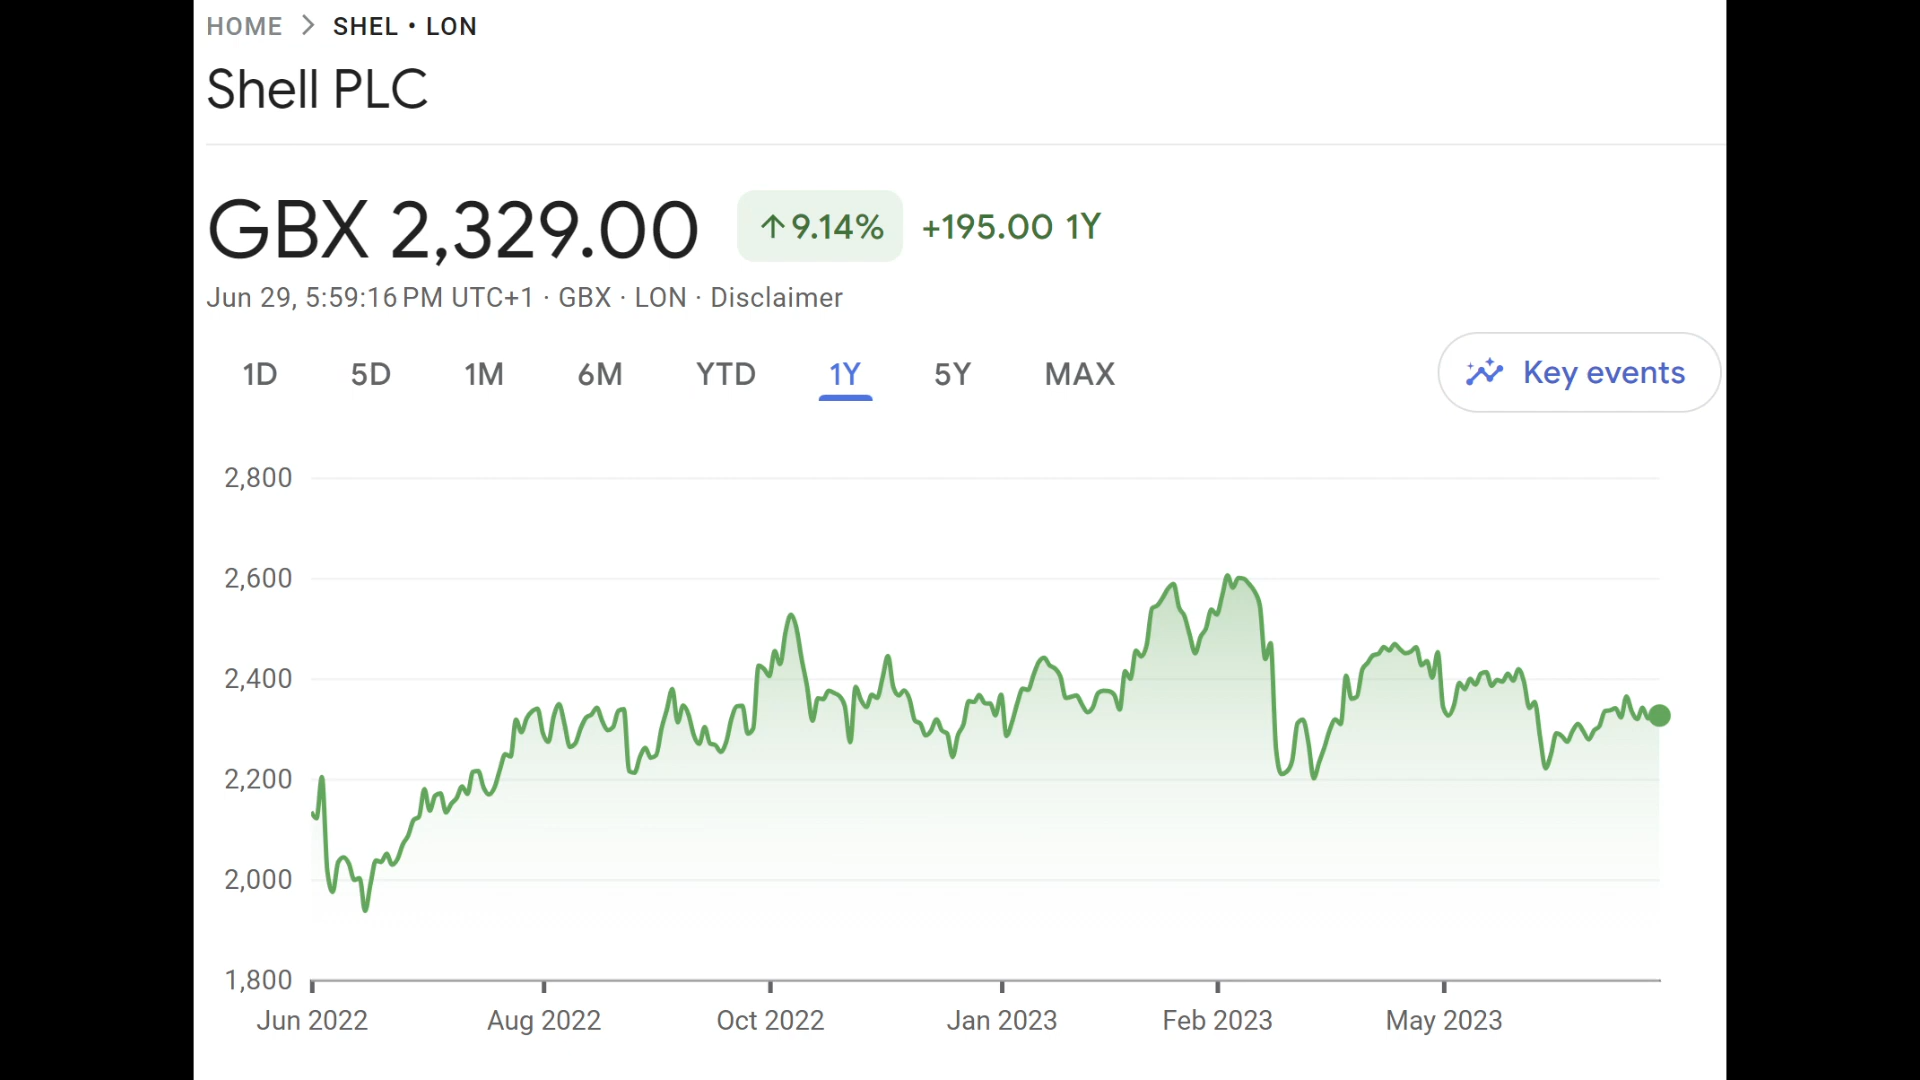 HOME > SHEL • LON
Shell PLC
GBX 2,329.00 ↑9.14% +195.00 1Y
Jun 29, 5:59:16 PM UTC+1 · GBX · LON · Disclaimer
1D 5D 1M 6M YTD 1Y 5Y MAX Key events
2,800
2,600
2,400
2,200
2,000
1,800
Jun 2022 Aug 2022 Oct 2022 Jan 2023 Feb 2023 May 2023